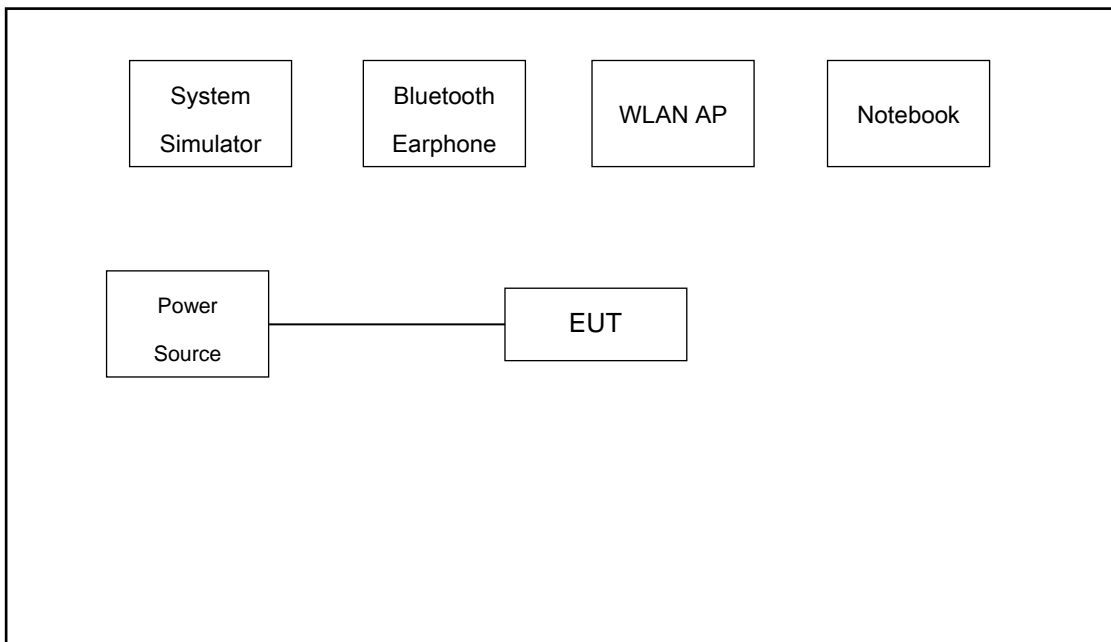 System
Simulator
Bluetooth
Earphone
WLAN AP
Notebook
Power
Source
EUT